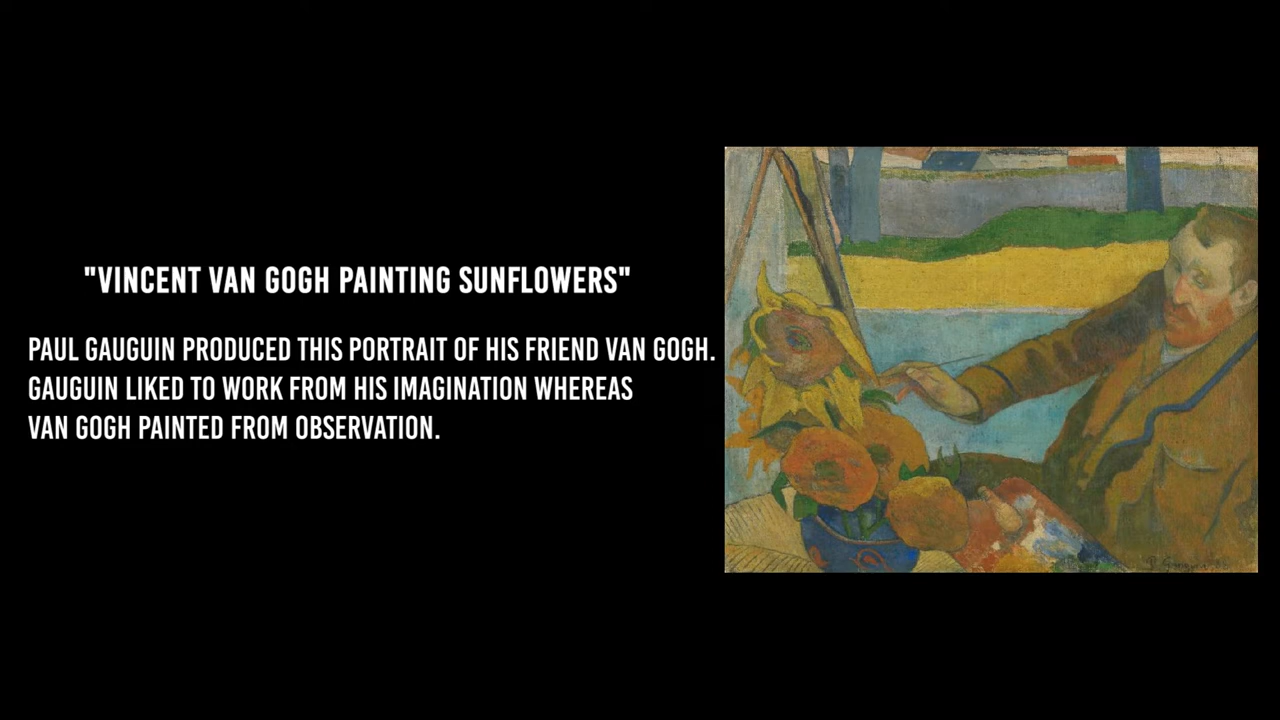 "VINCENT VAN GOGH PAINTING SUNFLOWERS"
PAUL GAUGUIN PRODUCED THIS PORTRAIT OF HIS FRIEND VAN GOGH.
GAUGUIN LIKED TO WORK FROM HIS IMAGINATION WHEREAS
VAN GOGH PAINTED FROM OBSERVATION.